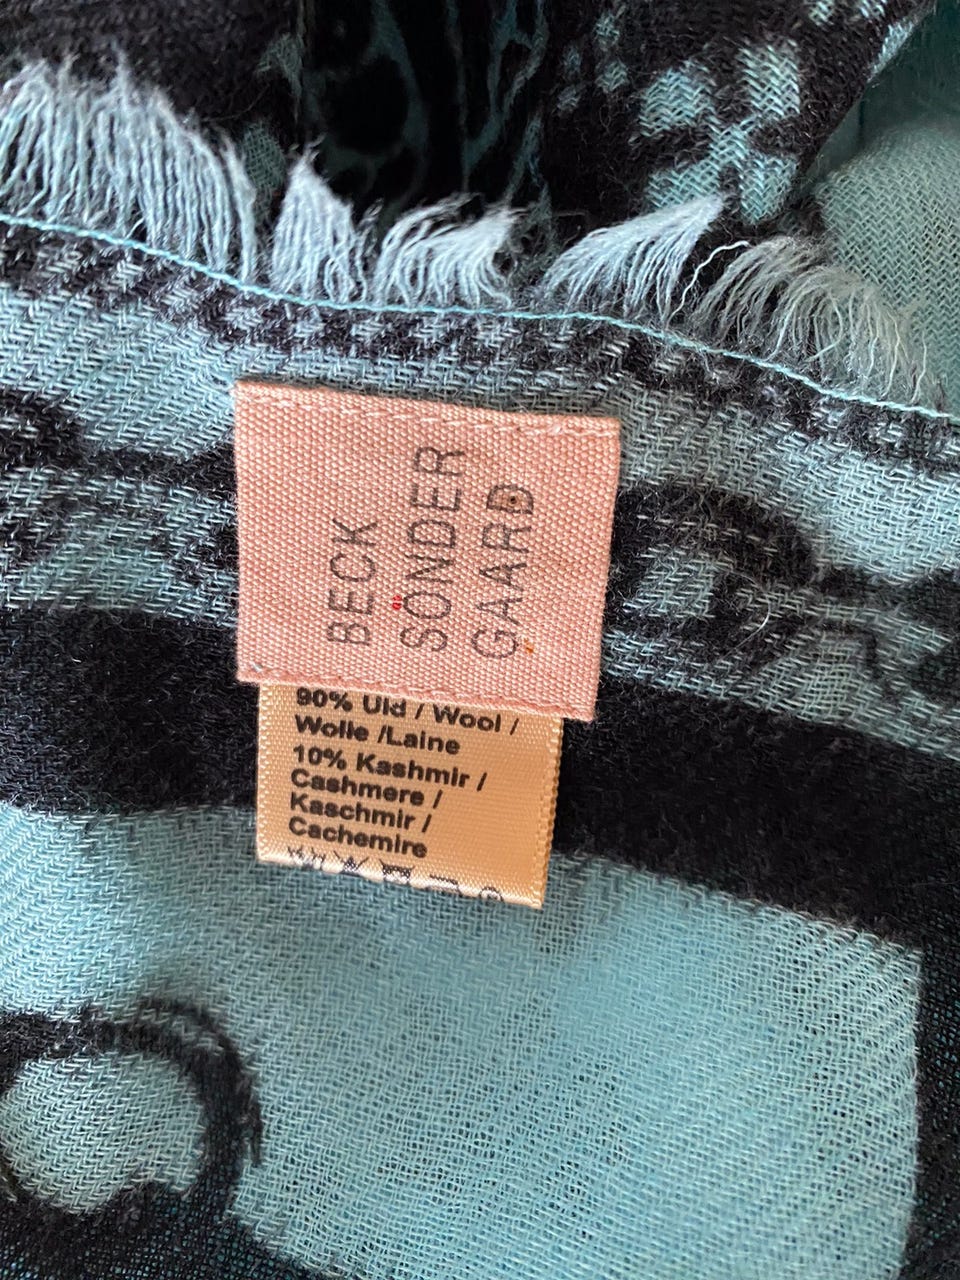 BECK
SÖNDER
GAARD
90% Uld / Wool /
Wolle /Laine
10% Kashmir /
Cashmere /
Kaschmir /
Cachemire